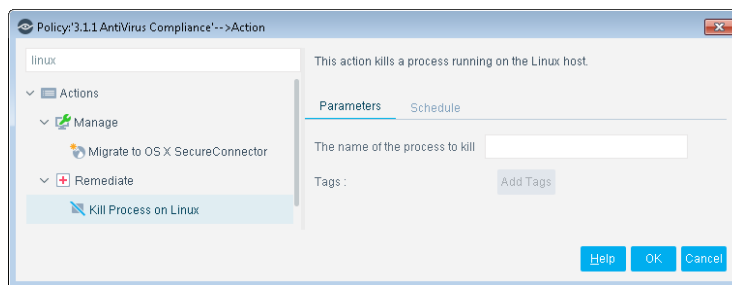 Policy:'3.1.1 AntiVirus Compliance'-->Action
linux
Actions
Manage
Migrate to OS X SecureConnector
Remediate
Kill Process on Linux
This action kills a process running on the Linux host.
Parameters Schedule
The name of the process to kill
Tags : Add Tags
Help OK Cancel